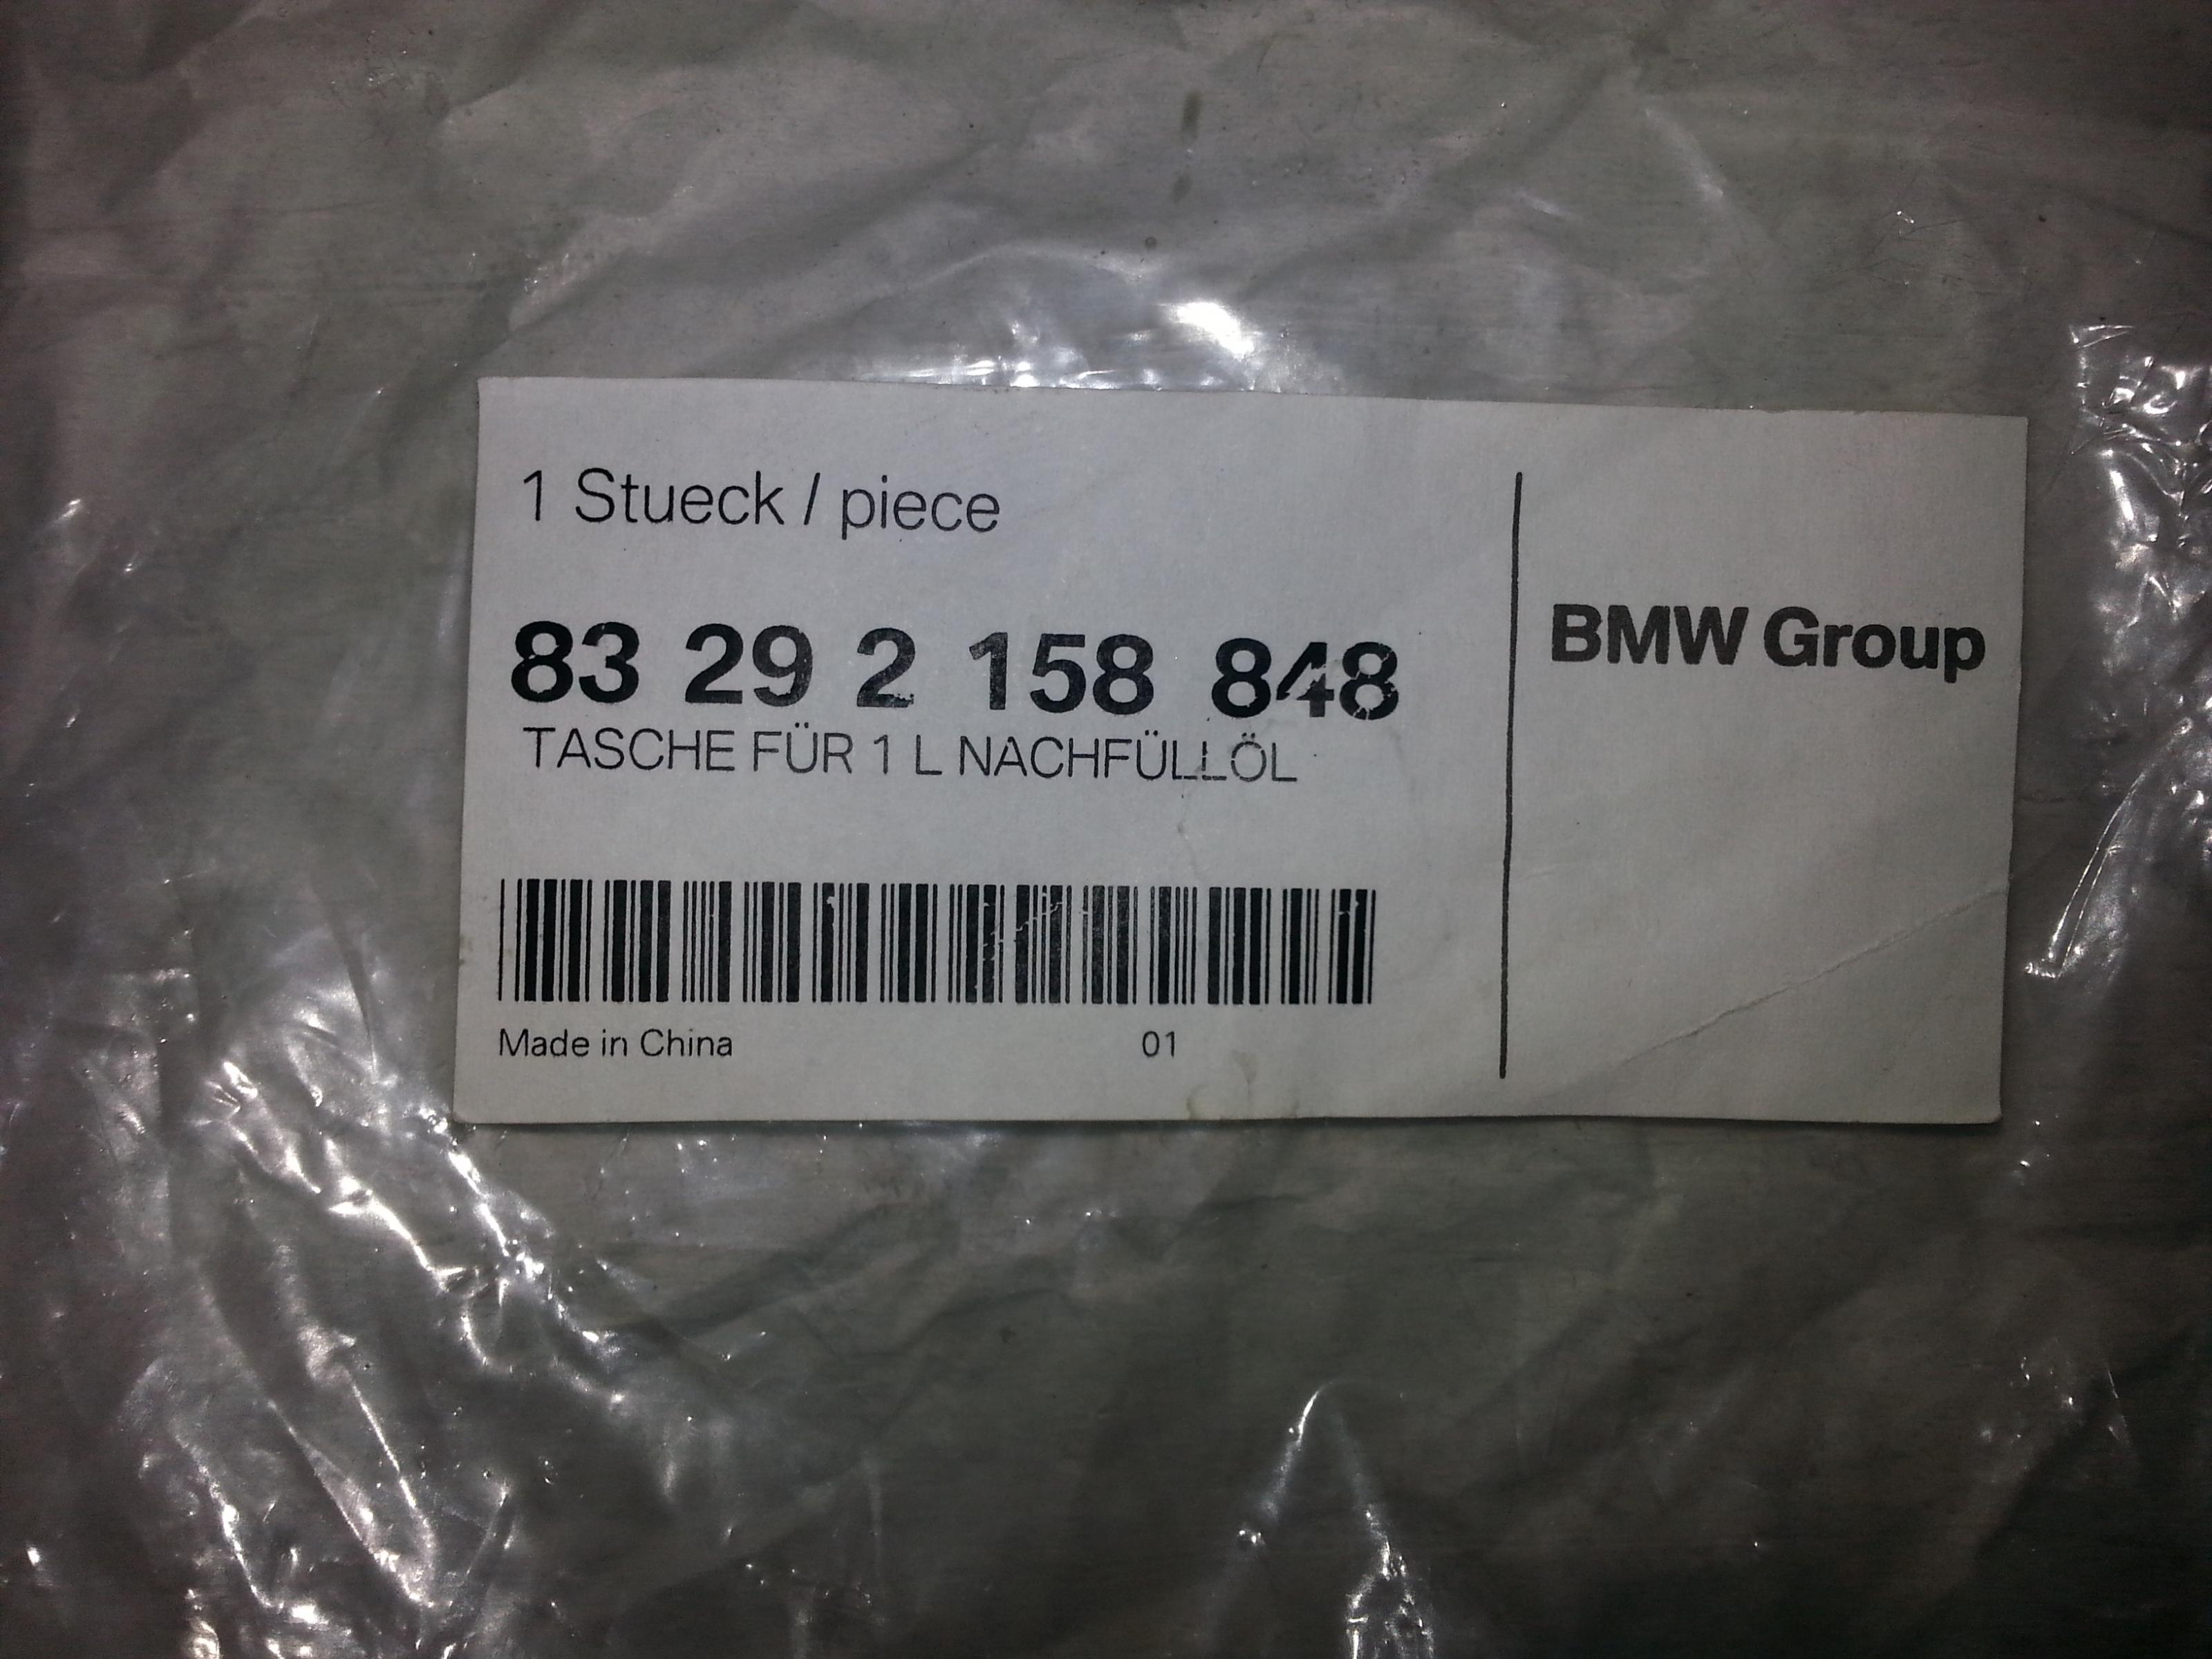 1 Stueck / piece
83 29 2 158 848
TASCHE FÜR 1 L NACHFÜLLÖL
Made in China 01
BMW Group